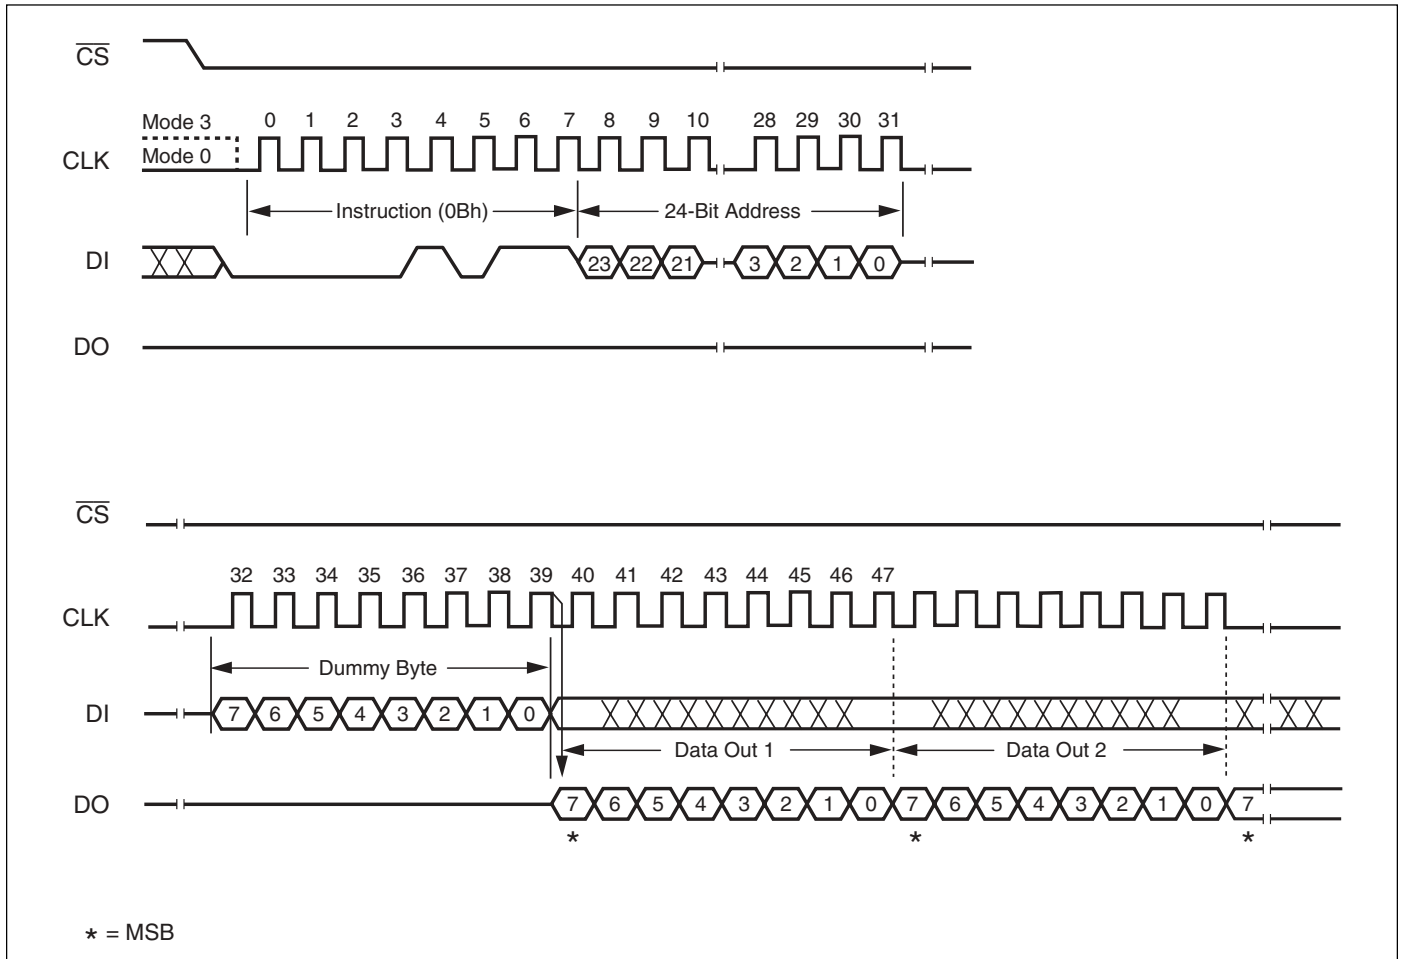 CS
Mode 3
0 1 2 3 4 5 6 7 8 9 10 28 29 30 31
Mode 0
CLK
Instruction (0Bh)
24-Bit Address
DI
23 22 21 3 2 1 0
DO
CS
32 33 34 35 36 37 38 39 40 41 42 43 44 45 46 47
CLK
Dummy Byte
DI
7 6 5 4 3 2 1 0
Data Out 1
Data Out 2
DO
7 6 5 4 3 2 1 0 7 6 5 4 3 2 1 0 7
* * *
* = MSB